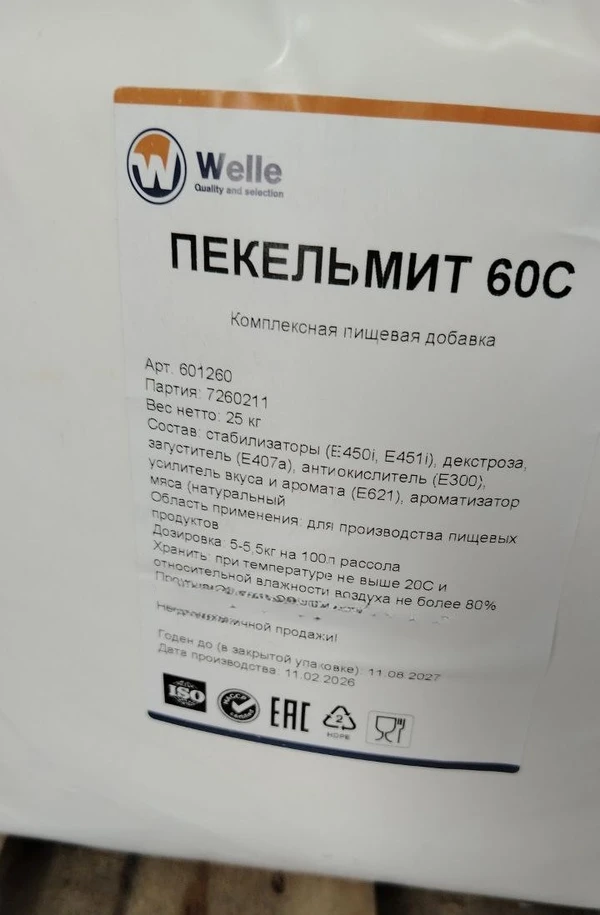 Welle
Quality and selection
ПЕКЕЛЬМИТ 60С
Комплексная пищевая добавка
Арт. 601260
Партия: 7260211
Вес нетто: 25 кг
Состав: стабилизаторы (Е450i, Е451i), декстроза,
загуститель (Е407а), антиокислитель (Е300),
усилитель вкуса и аромата (Е621), ароматизатор
мяса (натуральный
Область применения: для производства пищевых
продуктов
Дозировка: 5-5,5кг на 100л рассола
Хранить: при температуре не выше 20С и
относительной влажности воздуха не более 80%
продажи!
Годен до (в закрытой упаковке): 11.08.2027
Дата производства: 11.02.2026
ISO
HACCP
ЕАС
2
HDPE